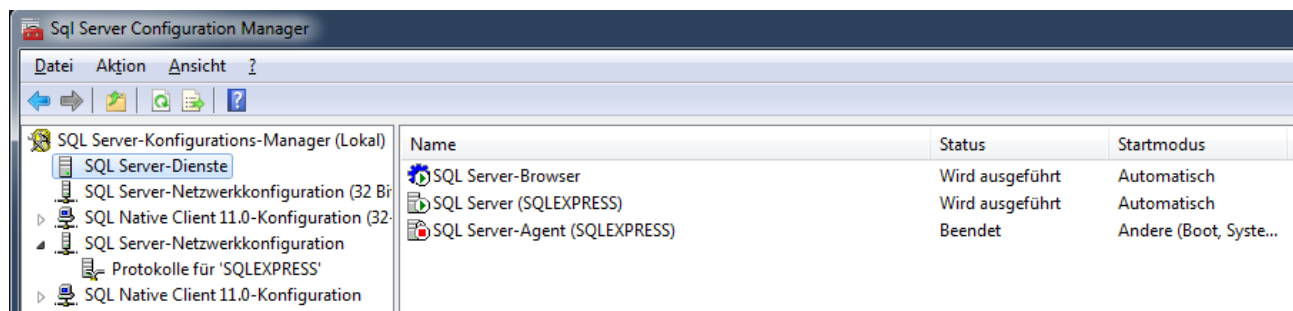 Sql Server Configuration Manager
Datei Aktion Ansicht ?
SQL Server-Konfigurations-Manager (Lokal)
SQL Server-Dienste
SQL Server-Netzwerkkonfiguration (32 Bi
SQL Native Client 11.0-Konfiguration (32-
SQL Server-Netzwerkkonfiguration
Protokolle für 'SQLEXPRESS'
SQL Native Client 11.0-Konfiguration
Name Status Startmodus
SQL Server-Browser Wird ausgeführt Automatisch
SQL Server (SQLEXPRESS) Wird ausgeführt Automatisch
SQL Server-Agent (SQLEXPRESS) Beendet Andere (Boot, Syste...